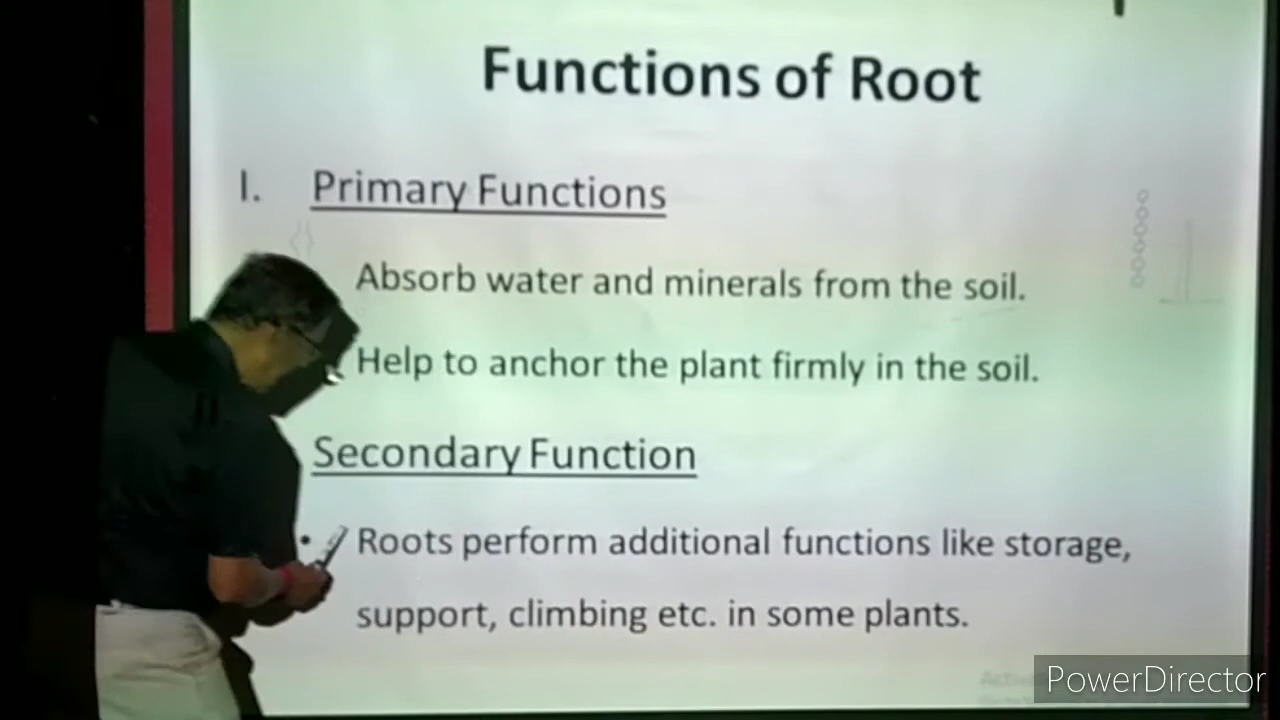 Functions of Root
I. Primary Functions
Absorb water and minerals from the soil.
Help to anchor the plant firmly in the soil.
Secondary Function
• Roots perform additional functions like storage,
support, climbing etc. in some plants.
PowerDirector